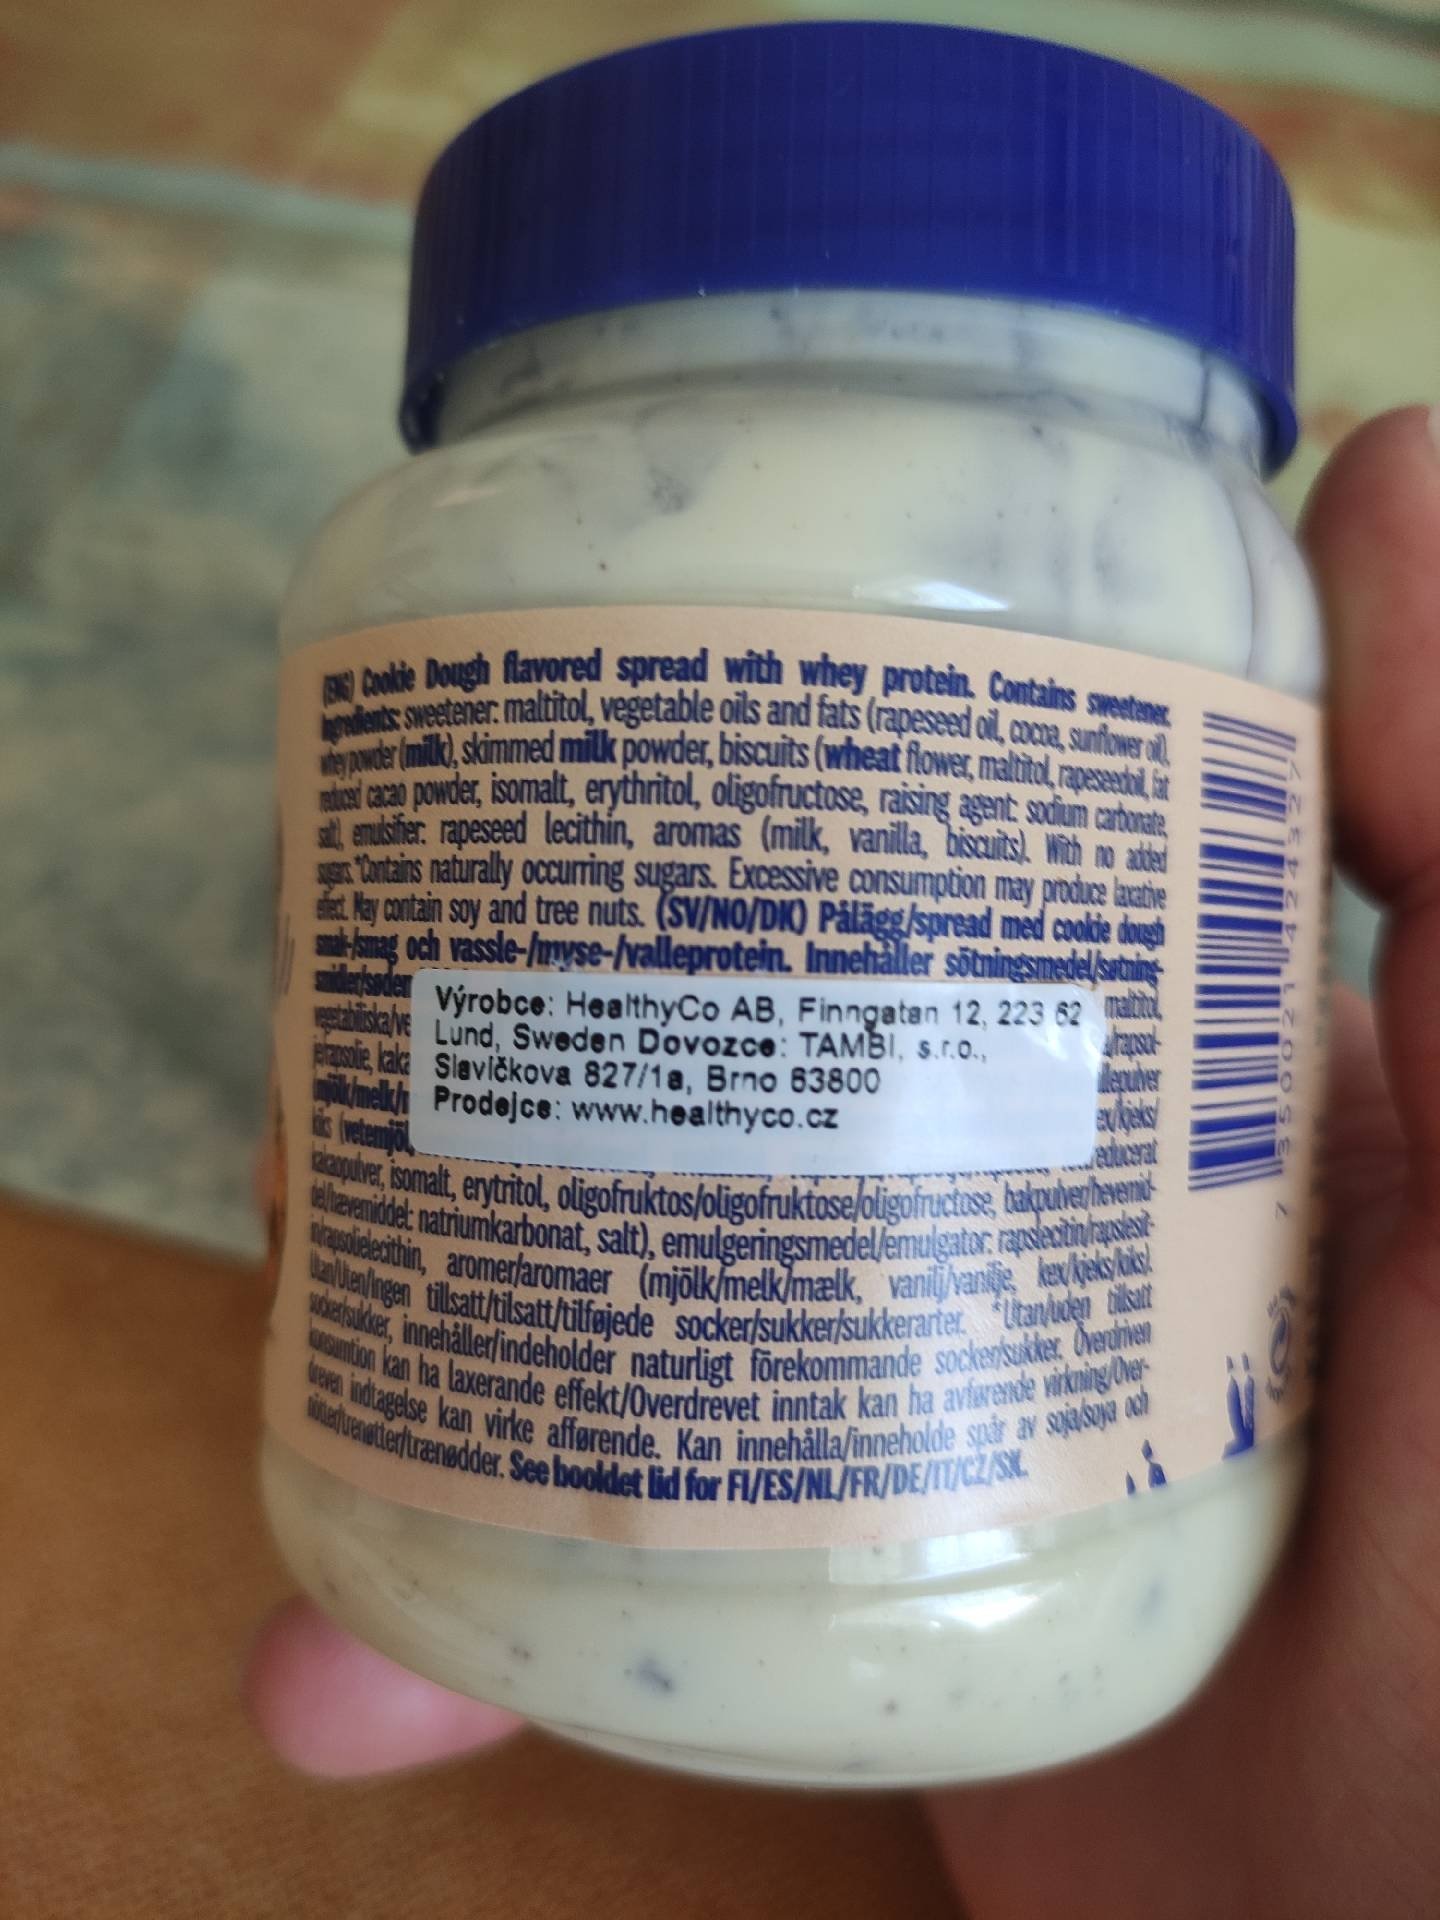 (ENG) Cookie Dough flavored spread with whey protein. Contains sweetener.
Ingredients: sweetener: maltitol, vegetable oils and fats (rapeseed oil, cocoa, sunflower oil),
whey powder (milk), skimmed milk powder, biscuits (wheat flower, maltitol, rapeseedoil, fat
reduced cacao powder, isomalt, erythritol, oligofructose, raising agent: sodium carbonate,
salt), emulsifier: rapeseed lecithin, aromas (milk, vanilla, biscuits). With no added
sugars. *Contains naturally occurring sugars. Excessive consumption may produce laxative
effect. May contain soy and tree nuts. (SV/NO/DK) Pålägg/spread med cookie dough
smak-/smag och vassle-/myse-/valleprotein. Innehåller sötningsmedel/søtning-
maltitol,
Výrobce: HealthyCo AB, Finngatan 12, 223 62
Lund, Sweden Dovozce: TAMBI, s.r.o.,
Slavíčkova 827/1a, Brno 63800
Prodejce: www.healthyco.cz
kakaopulver, isomalt, erytritol, oligofruktos/oligofruktose/oligofructose, bakpulver/hevemid-
del/hævemiddel: natriumkarbonat, salt), emulgeringsmedel/emulgator: rapslecitin/rapslesit-
in/rapsolielecithin, aromer/aromaer (mjölk/melk/mælk, vanilj/vanilje, kex/kjeks/kiks).
Utan/Uten/Ingen tillsatt/tilsatt/tilføjede socker/sukker/sukkerarter. *Utan/uden tillsatt
socker/sukker, innehåller/indeholder naturligt förekommande socker/sukker. Överdriven
konsumtion kan ha laxerande effekt/Overdrevet inntak kan ha avførende virkning/Over-
dreven indtagelse kan virke afførende. Kan innehålla/inneholde spår av soja/soya och
nötter/trenøtter/trænødder. See booklet lid for FI/ES/NL/FR/DE/IT/CZ/SK.
7 350021 424327